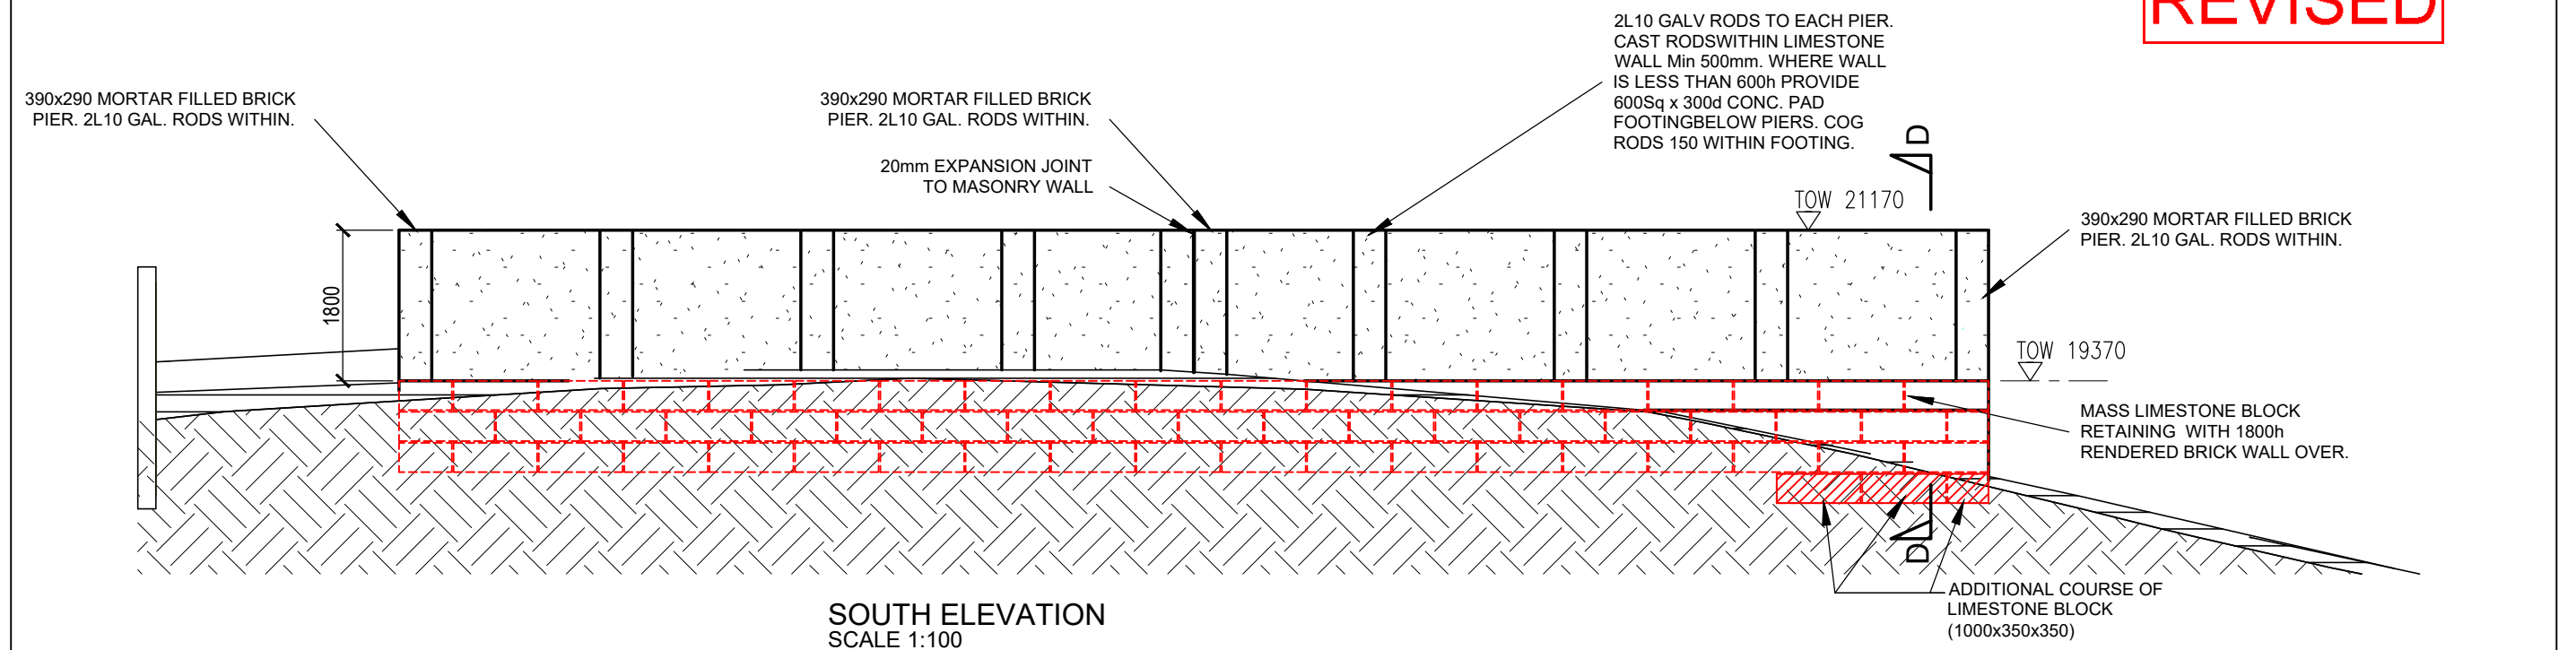 REVISED
2L10 GALV RODS TO EACH PIER.
CAST RODSWITHIN LIMESTONE
WALL Min 500mm. WHERE WALL
IS LESS THAN 600h PROVIDE
600Sq x 300d CONC. PAD
FOOTINGBELOW PIERS. COG
RODS 150 WITHIN FOOTING.
390x290 MORTAR FILLED BRICK
PIER. 2L10 GAL. RODS WITHIN.
390x290 MORTAR FILLED BRICK
PIER. 2L10 GAL. RODS WITHIN.
20mm EXPANSION JOINT
TO MASONRY WALL
D
TOW 21170
390x290 MORTAR FILLED BRICK
PIER. 2L10 GAL. RODS WITHIN.
1800
TOW 19370
MASS LIMESTONE BLOCK
RETAINING WITH 1800h
RENDERED BRICK WALL OVER.
D
ADDITIONAL COURSE OF
LIMESTONE BLOCK
(1000x350x350)
SOUTH ELEVATION
SCALE 1:100